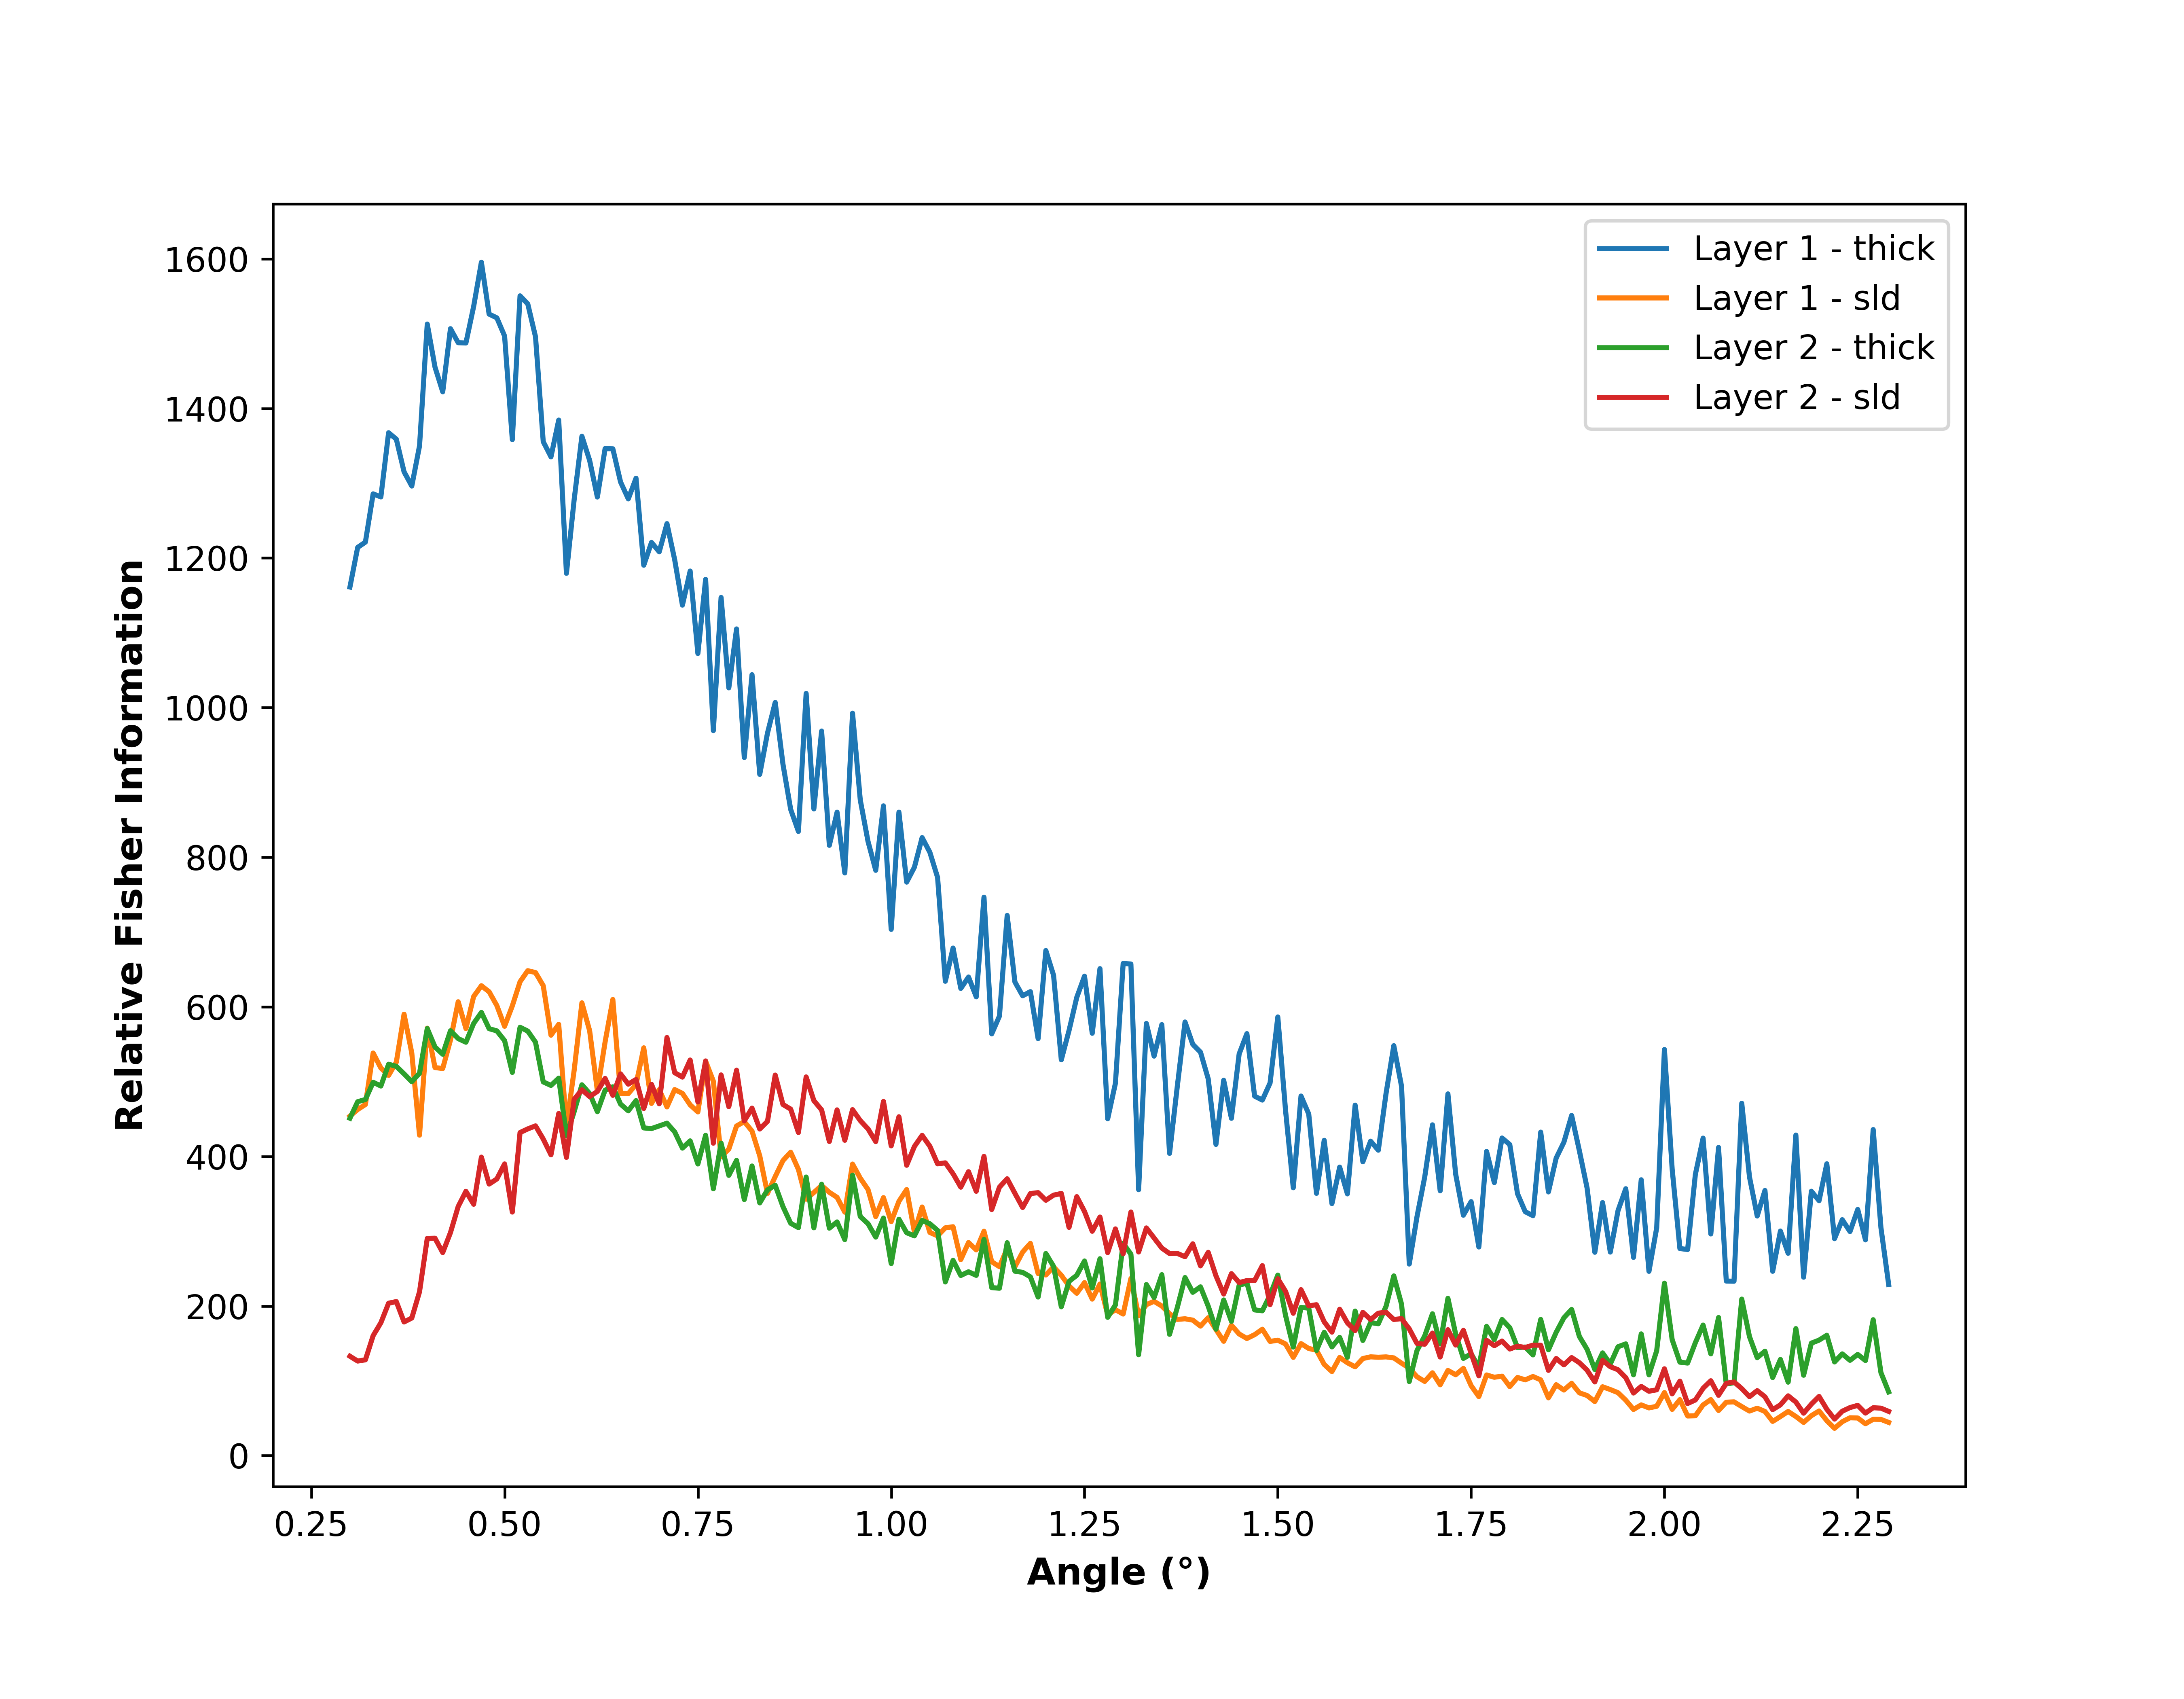 Layer 1 - thick
Layer 1 - sld
Layer 2 - thick
Layer 2 - sld
1600
1400
1200
1000
800
600
400
200
0
Relative Fisher Information
0.25 0.50 0.75 1.00 1.25 1.50 1.75 2.00 2.25
Angle (°)